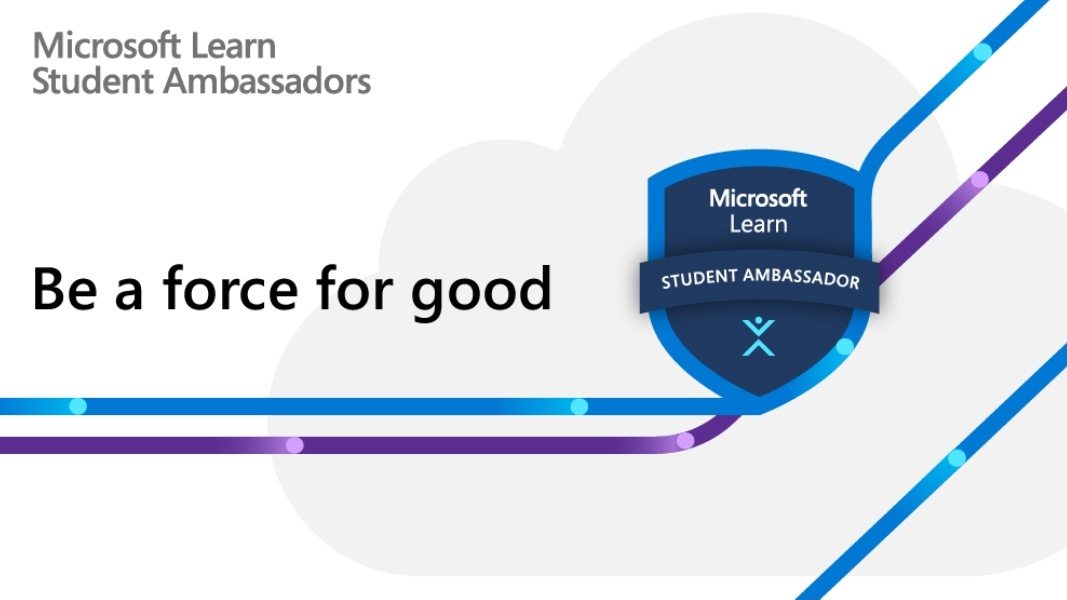 Microsoft Learn
Student Ambassadors
Be a force for good
Microsoft
Learn
STUDENT AMBASSADOR